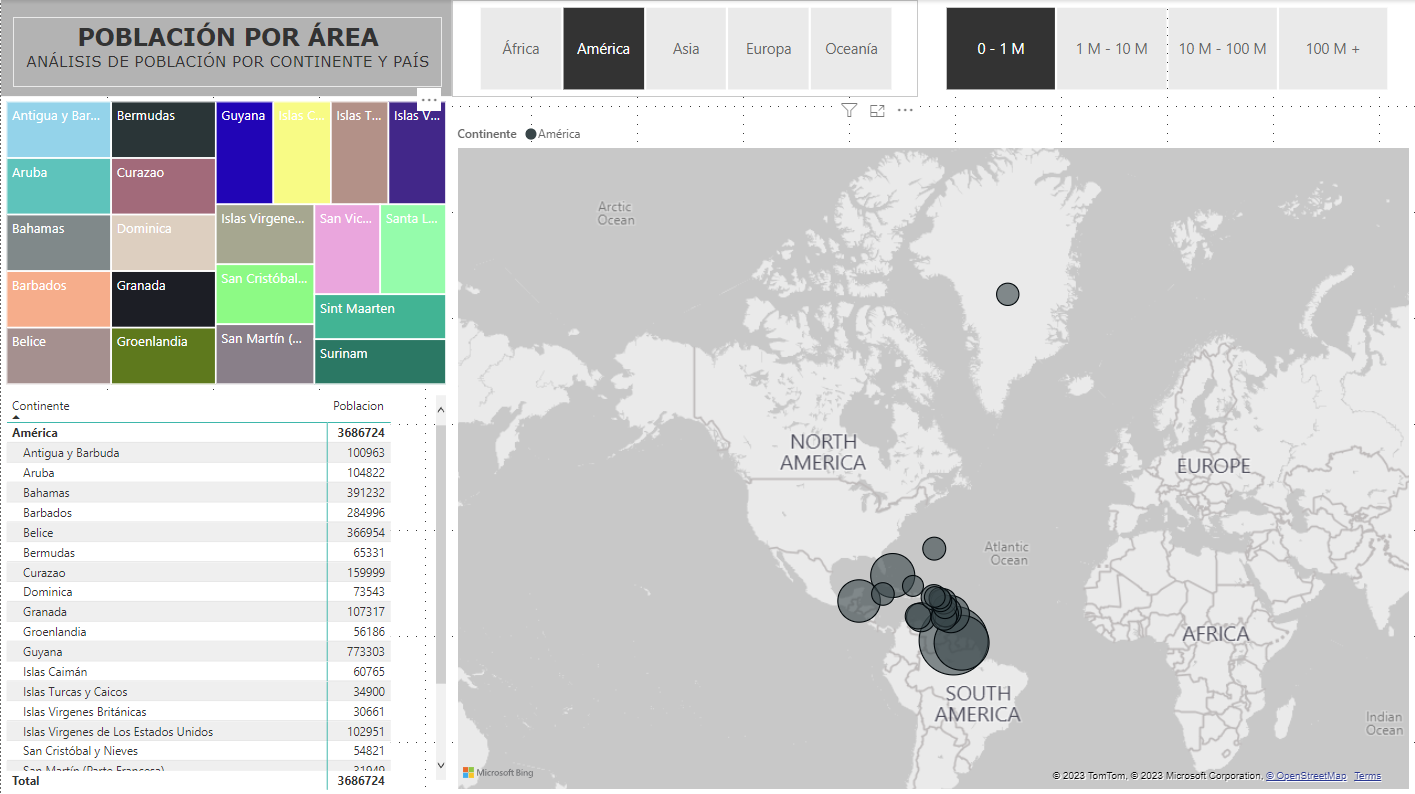 POBLACIÓN POR ÁREA
ANÁLISIS DE POBLACIÓN POR CONTINENTE Y PAÍS
África
América
Asia
Europa
Oceanía
0 - 1 M
1 M - 10 M
10 M - 100 M
100 M +
Antigua y Bar...
Bermudas
Guyana
Islas C...
Islas T...
Islas V...
Aruba
Curazao
Bahamas
Dominica
Islas Virgene...
San Vic...
Santa L...
Barbados
Granada
San Cristóbal...
Sint Maarten
Belice
Groenlandia
San Martín (...
Surinam
Continente América
Continente Poblacion
América 3686724
Antigua y Barbuda 100963
Aruba 104822
Bahamas 391232
Barbados 284996
Belice 366954
Bermudas 65331
Curazao 159999
Dominica 73543
Granada 107317
Groenlandia 56186
Guyana 773303
Islas Caimán 60765
Islas Turcas y Caicos 34900
Islas Virgenes Británicas 30661
Islas Virgenes de Los Estados Unidos 102951
San Cristóbal y Nieves 54821
San Martín (Parte Francesa) 31949
Total 3686724
Arctic
Ocean
NORTH
AMERICA
EUROPE
Atlantic
Ocean
AFRICA
SOUTH
AMERICA
Indian
Ocean
Microsoft Bing
© 2023 TomTom, © 2023 Microsoft Corporation, © OpenStreetMap Terms